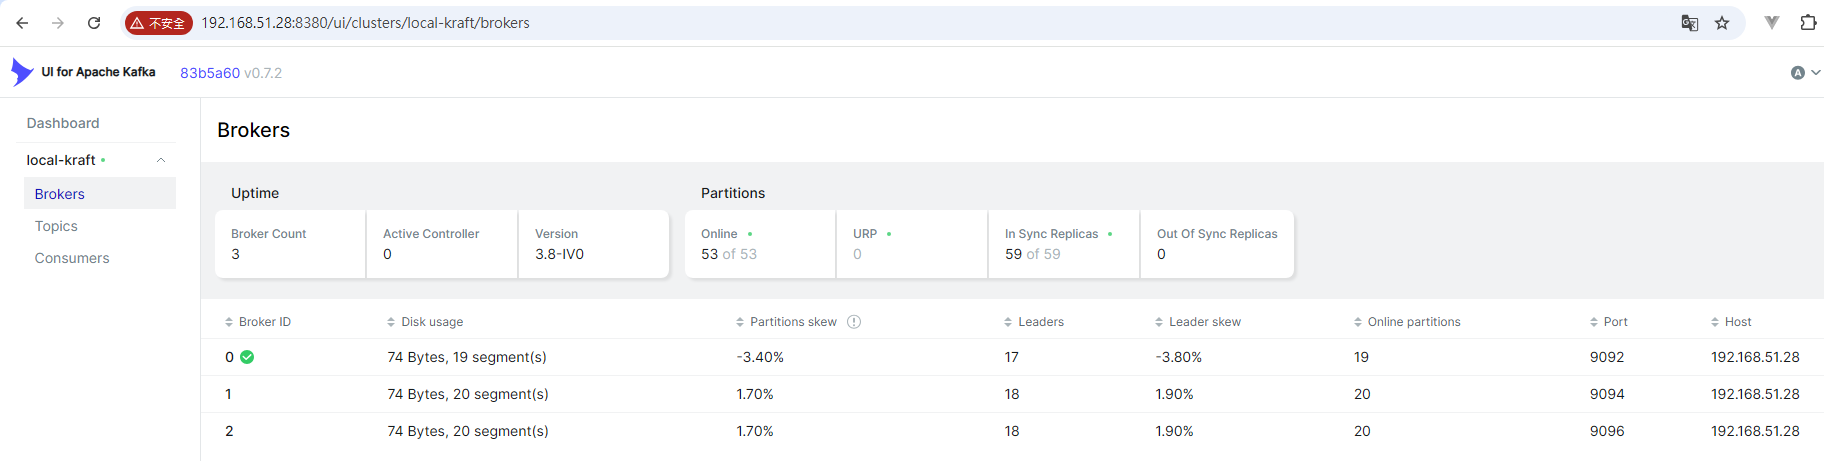 不安全 192.168.51.28:8380/ui/clusters/local-kraft/brokers
UI for Apache Kafka 83b5a60 v0.7.2
A
Dashboard
local-kraft
Brokers
Topics
Consumers
Brokers
Uptime
Broker Count
3
Active Controller
0
Version
3.8-IV0
Partitions
Online
53 of 53
URP
0
In Sync Replicas
59 of 59
Out Of Sync Replicas
0
Broker ID Disk usage Partitions skew Leaders Leader skew Online partitions Port Host
0 74 Bytes, 19 segment(s) -3.40% 17 -3.80% 19 9092 192.168.51.28
1 74 Bytes, 20 segment(s) 1.70% 18 1.90% 20 9094 192.168.51.28
2 74 Bytes, 20 segment(s) 1.70% 18 1.90% 20 9096 192.168.51.28